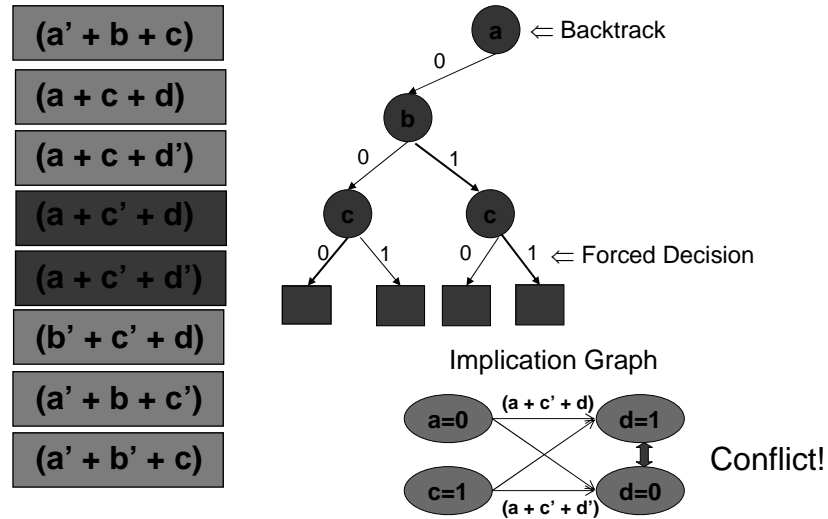 (a’ + b + c)
(a + c + d)
(a + c + d’)
(a + c’ + d)
(a + c’ + d’)
(b’ + c’ + d)
(a’ + b + c’)
(a’ + b’ + c)
a ⇐ Backtrack
0
b
0 1
c c
0 1 0 1 ⇐ Forced Decision
Implication Graph
a=0 (a + c’ + d) d=1
Conflict!
c=1 (a + c’ + d’) d=0